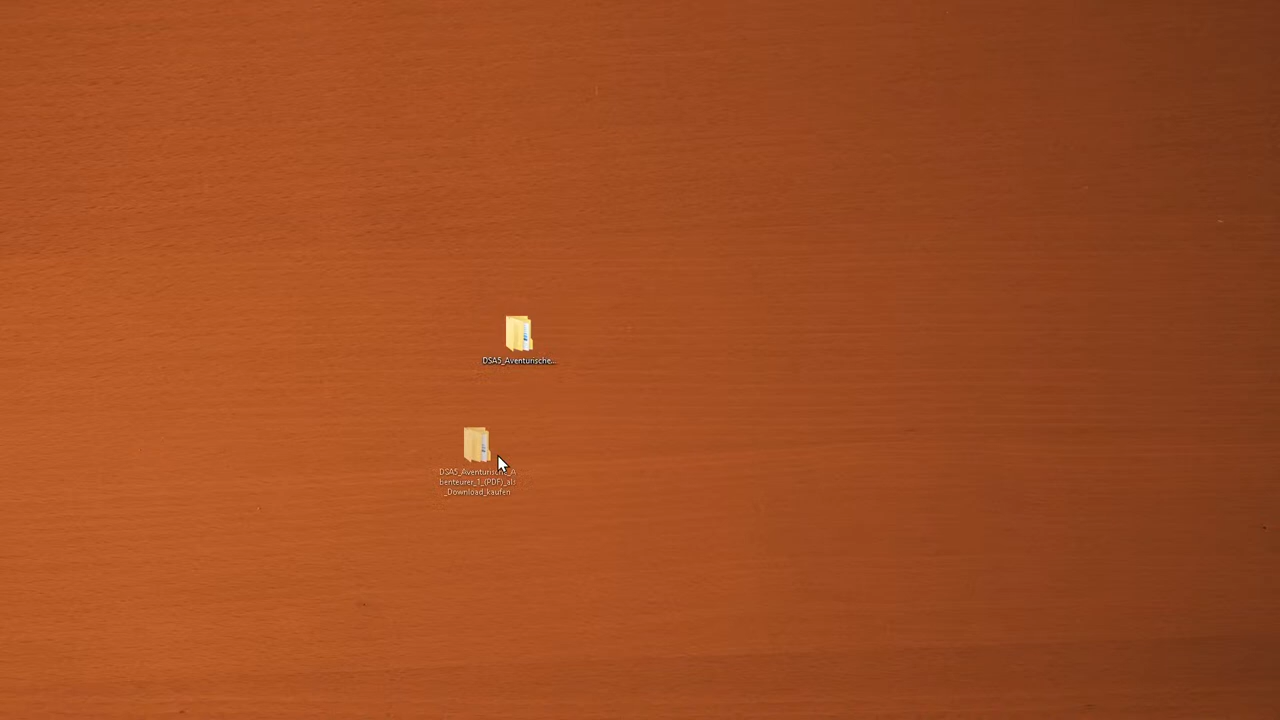 DSA5_Aventurische...
DSA5_Aventurische_A
benteurer_1_(PDF)_als
_Download_kaufen